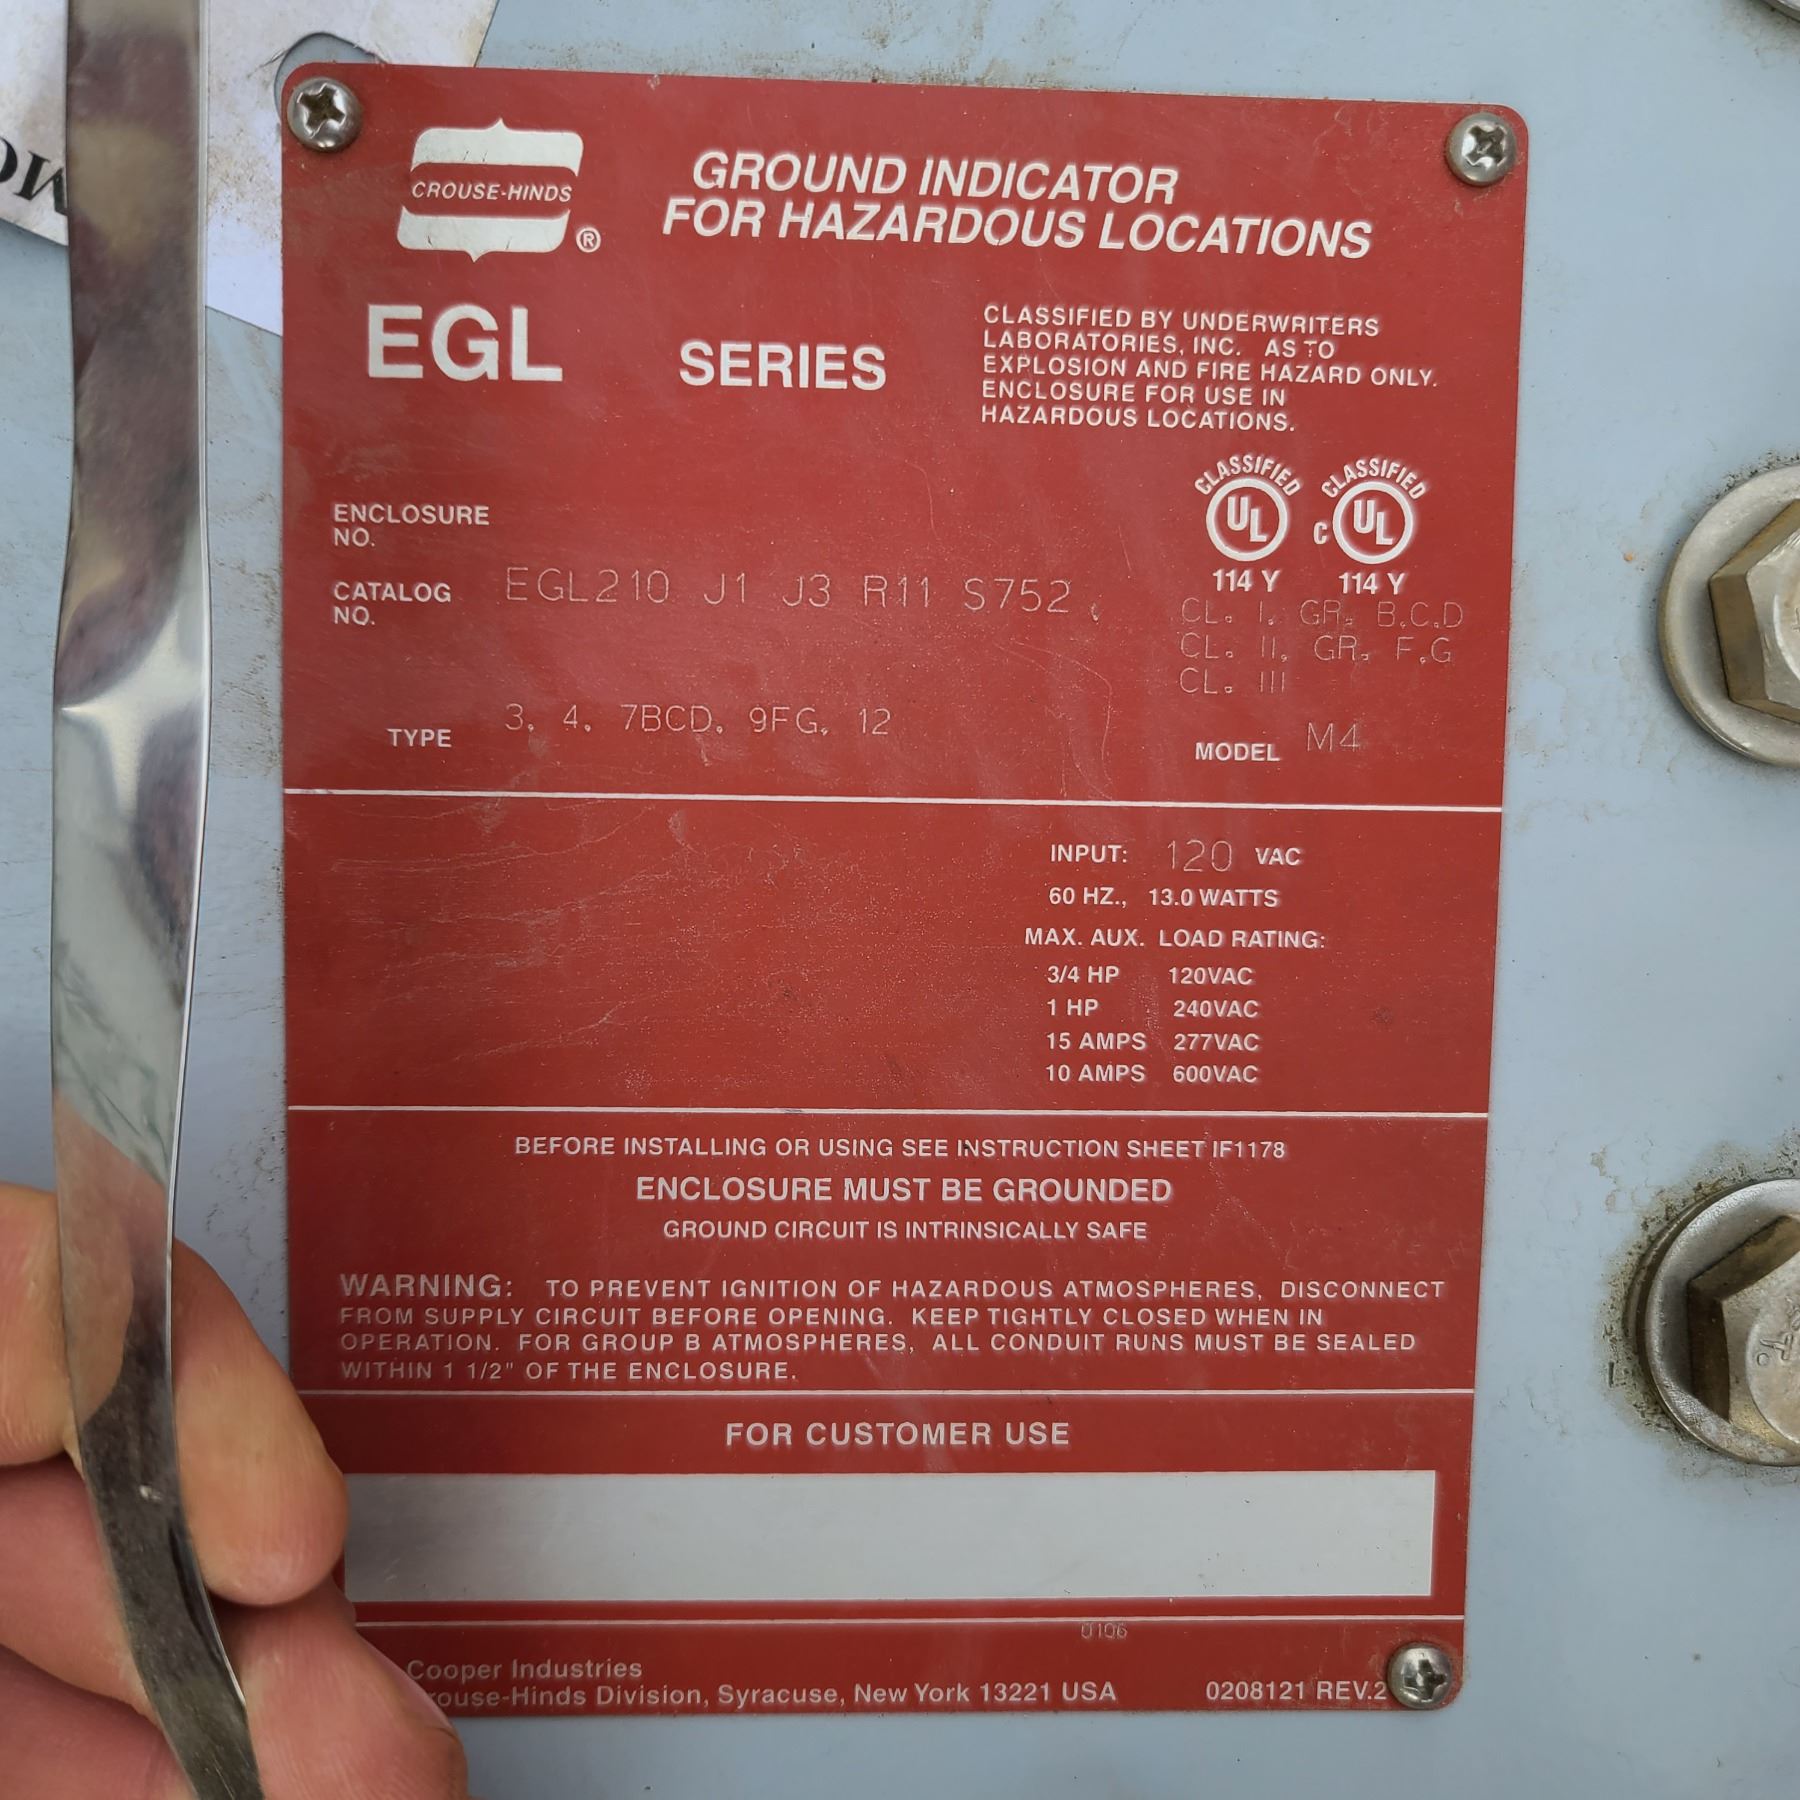 CROUSE-HINDS
®
GROUND INDICATOR
FOR HAZARDOUS LOCATIONS
EGL SERIES
CLASSIFIED BY UNDERWRITERS
LABORATORIES, INC. AS TO
EXPLOSION AND FIRE HAZARD ONLY.
ENCLOSURE FOR USE IN
HAZARDOUS LOCATIONS.
CLASSIFIED CLASSIFIED
UL C UL
114 Y 114 Y
ENCLOSURE
NO.
CATALOG
NO.
EGL210 J1 J3 R11 S752
CL. I. GR. B.C.D
CL. II. GR. F.G
CL. III
TYPE 3. 4. 7BCD. 9FG. 12
MODEL M4
INPUT: 120 VAC
60 HZ., 13.0 WATTS
MAX. AUX. LOAD RATING:
3/4 HP 120VAC
1 HP 240VAC
15 AMPS 277VAC
10 AMPS 600VAC
BEFORE INSTALLING OR USING SEE INSTRUCTION SHEET IF1178
ENCLOSURE MUST BE GROUNDED
GROUND CIRCUIT IS INTRINSICALLY SAFE
WARNING: TO PREVENT IGNITION OF HAZARDOUS ATMOSPHERES, DISCONNECT
FROM SUPPLY CIRCUIT BEFORE OPENING. KEEP TIGHTLY CLOSED WHEN IN
OPERATION. FOR GROUP B ATMOSPHERES, ALL CONDUIT RUNS MUST BE SEALED
WITHIN 1 1/2" OF THE ENCLOSURE.
FOR CUSTOMER USE
0106
Cooper Industries
rouse-Hinds Division, Syracuse, New York 13221 USA
0208121 REV.2